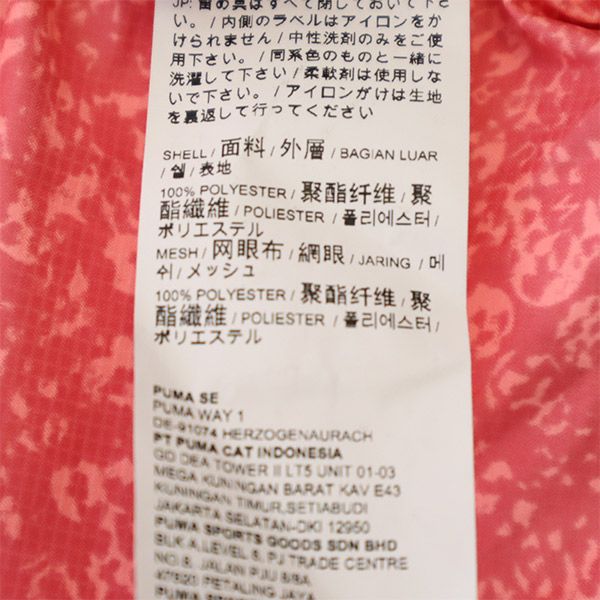 JP: 留め具はすべて閉じておいて下さ
い。/内側のラベルはアイロンをか
けられません/中性洗剤のみをご使
用下さい。/同系色のものと一緒に
洗濯して下さい/柔軟剤は使用しな
いで下さい。/アイロンがけは生地
を裏返して行ってください
SHELL / 面料 / 外層 / BAGIAN LUAR
/ 쉘 / 表地
100% POLYESTER / 聚酯纤维 / 聚
酯纖維 / POLIESTER / 폴리에스터 /
ポリエステル
MESH / 网眼布 / 網眼 / JARING / 메
쉬 / メッシュ
100% POLYESTER / 聚酯纤维 / 聚
酯纖維 / POLIESTER / 폴리에스터 /
ポリエステル
PUMA SE
PUMA WAY 1
DE-91074 HERZOGENAURACH
PT PUMA CAT INDONESIA
GD DEA TOWER II LT5 UNIT 01-03
MEGA KUNINGAN BARAT KAV E43
KUNINGAN TIMUR,SETIABUDI
JAKARTA SELATAN-DKI 12950
PUMA SPORTS GOODS SDN BHD
BLK A,LEVEL 6, PJ TRADE CENTRE
NO.8, JALAN PJU 8/8A
47820 PETALING JAYA